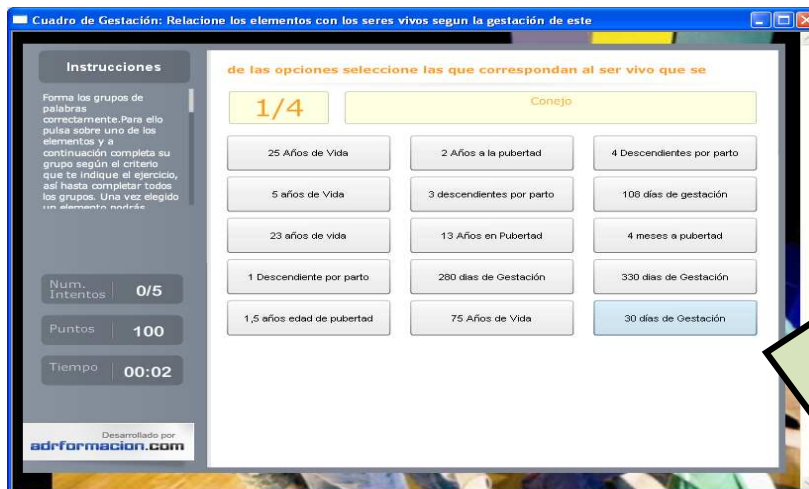 Cuadro de Gestación: Relacione los elementos con los seres vivos segun la gestación de este
Instrucciones
Forma los grupos de
palabras
correctamente.Para ello
pulsa sobre uno de los
elementos y a
continuación completa su
grupo según el criterio
que te indique el ejercicio,
así hasta completar todos
los grupos. Una vez elegido
un elemento podrás
Num.
Intentos 0/5
Puntos 100
Tiempo 00:02
Desarrollado por
adrformacion.com
de las opciones seleccione las que correspondan al ser vivo que se
1/4 Conejo
25 Años de Vida 2 Años a la pubertad 4 Descendientes por parto
5 años de Vida 3 descendientes por parto 108 días de gestación
23 años de vida 13 Años en Pubertad 4 meses a pubertad
1 Descendiente por parto 280 dias de Gestación 330 dias de Gestación
1,5 años edad de pubertad 75 Años de Vida 30 días de Gestación